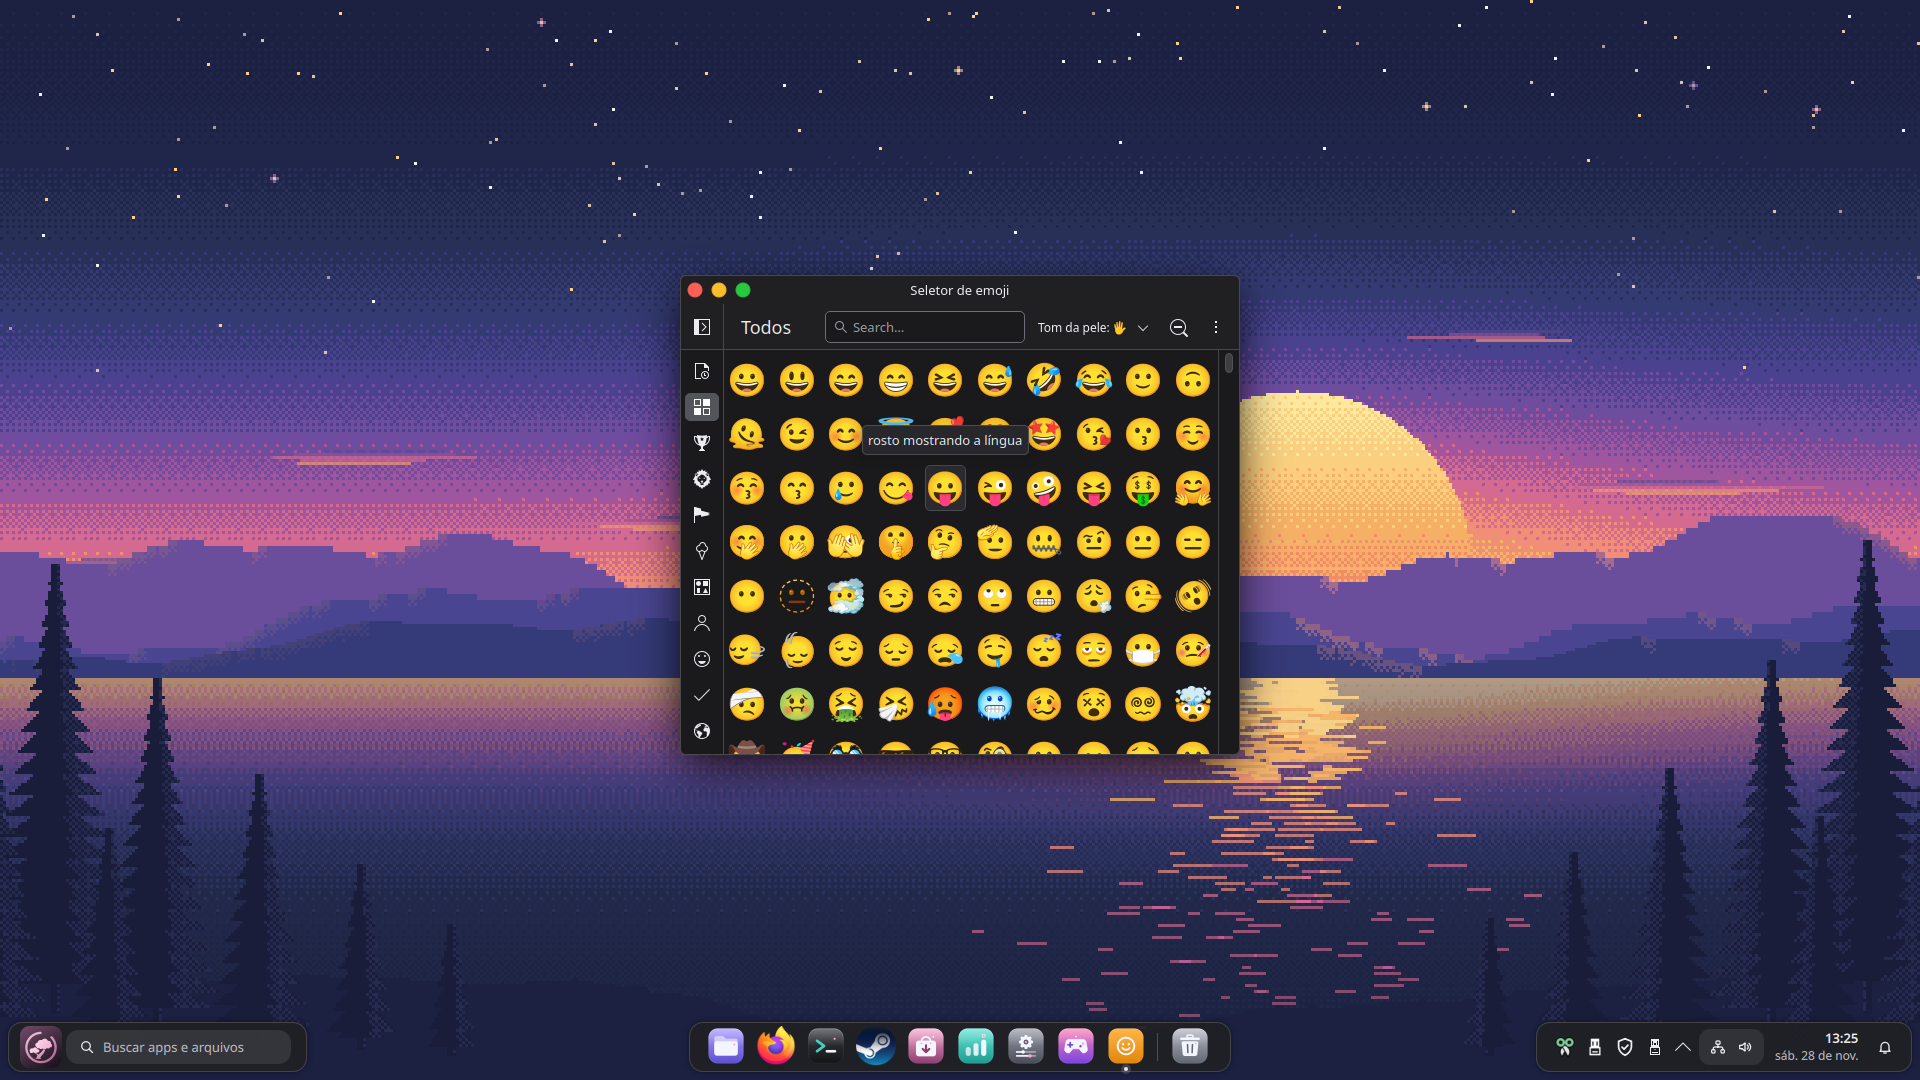 Seletor de emoji
Todos
Search...
Tom da pele:
rosto mostrando a língua
Buscar apps e arquivos
13:25
sáb. 28 de nov.